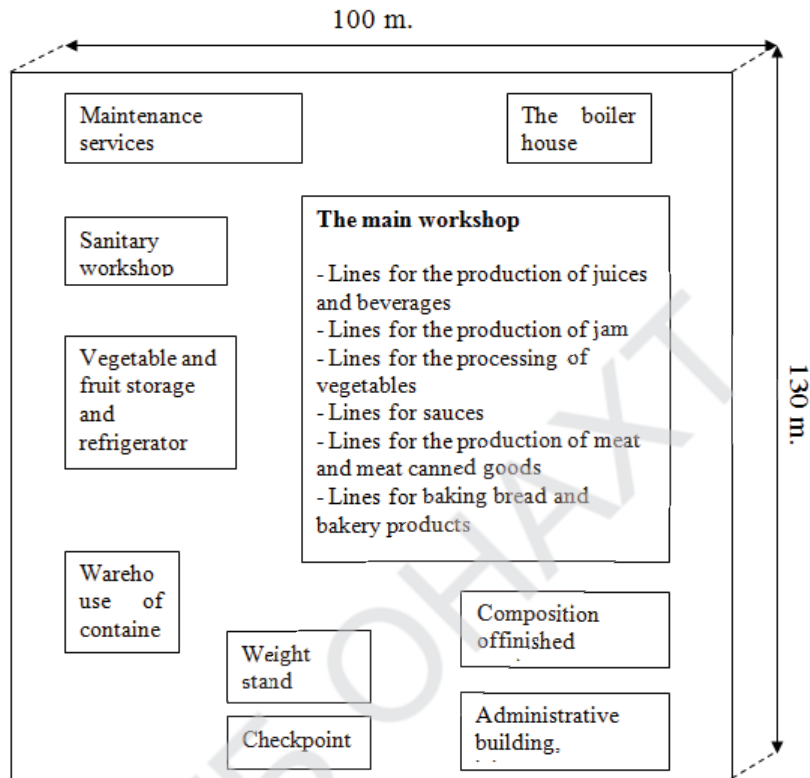 100 m.
Maintenance
services
The boiler
house
The main workshop
- Lines for the production of juices
and beverages
- Lines for the production of jam
- Lines for the processing of
vegetables
- Lines for sauces
- Lines for the production of meat
and meat canned goods
- Lines for baking bread and
bakery products
Sanitary
workshop
Vegetable and
fruit storage
and
refrigerator
130 m.
Wareho
use of
containe
Weight
stand
Composition
offinished
Checkpoint
Administrative
building,
ОНАХТ